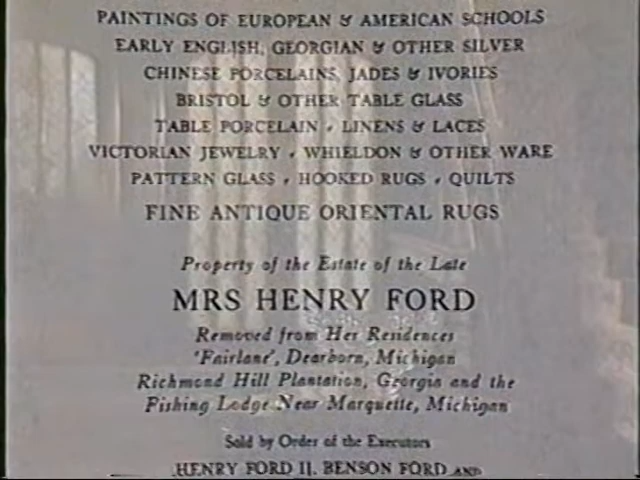 PAINTINGS OF EUROPEAN & AMERICAN SCHOOLS
EARLY ENGLISH, GEORGIAN & OTHER SILVER
CHINESE PORCELAINS, JADES & IVORIES
BRISTOL & OTHER TABLE GLASS
TABLE PORCELAIN · LINENS & LACES
VICTORIAN JEWELRY · WHIELDON & OTHER WARE
PATTERN GLASS · HOOKED RUGS · QUILTS
FINE ANTIQUE ORIENTAL RUGS
Property of the Estate of the Late
MRS HENRY FORD
Removed from Her Residences
'Fairlane', Dearborn, Michigan
Richmond Hill Plantation, Georgia and the
Fishing Lodge Near Marquette, Michigan
Sold by Order of the Executors
HENRY FORD II, BENSON FORD AND